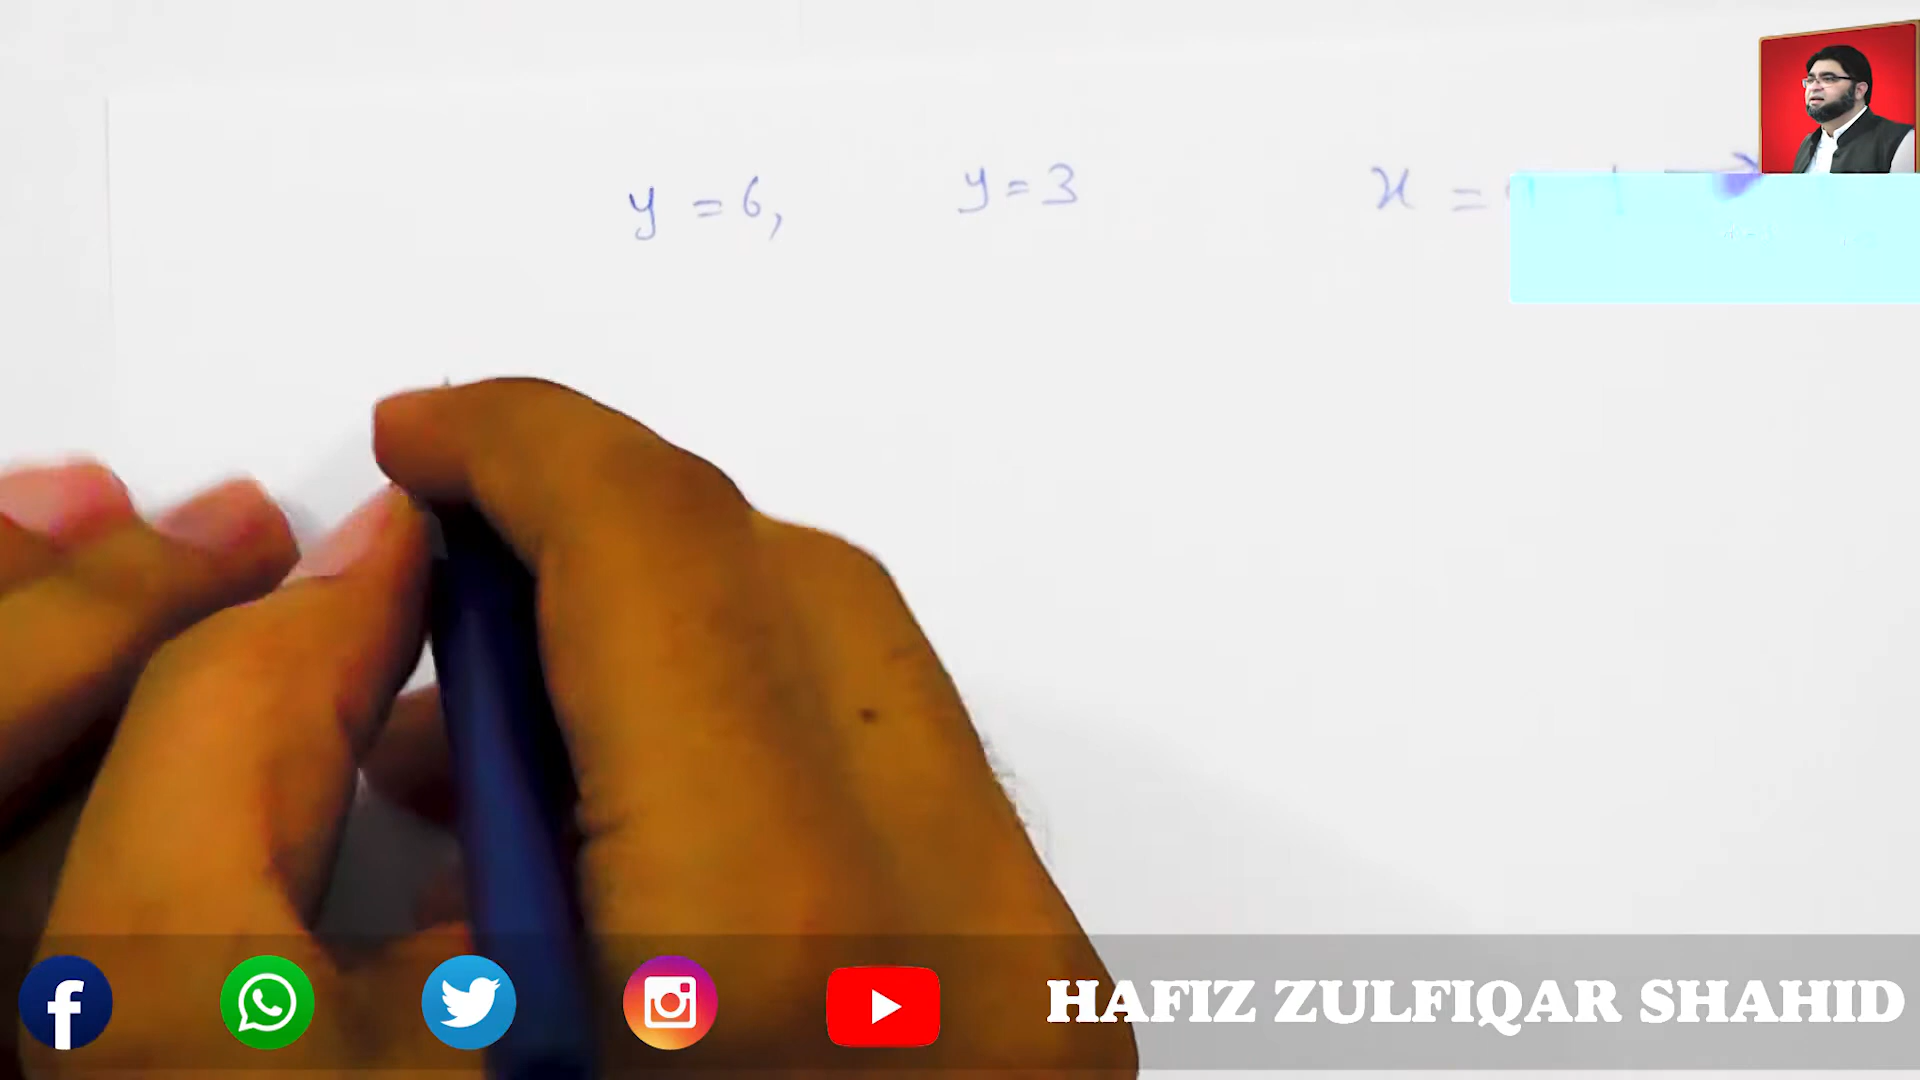 y = 6, y = 3 x =
HAFIZ ZULFIQAR SHAHID